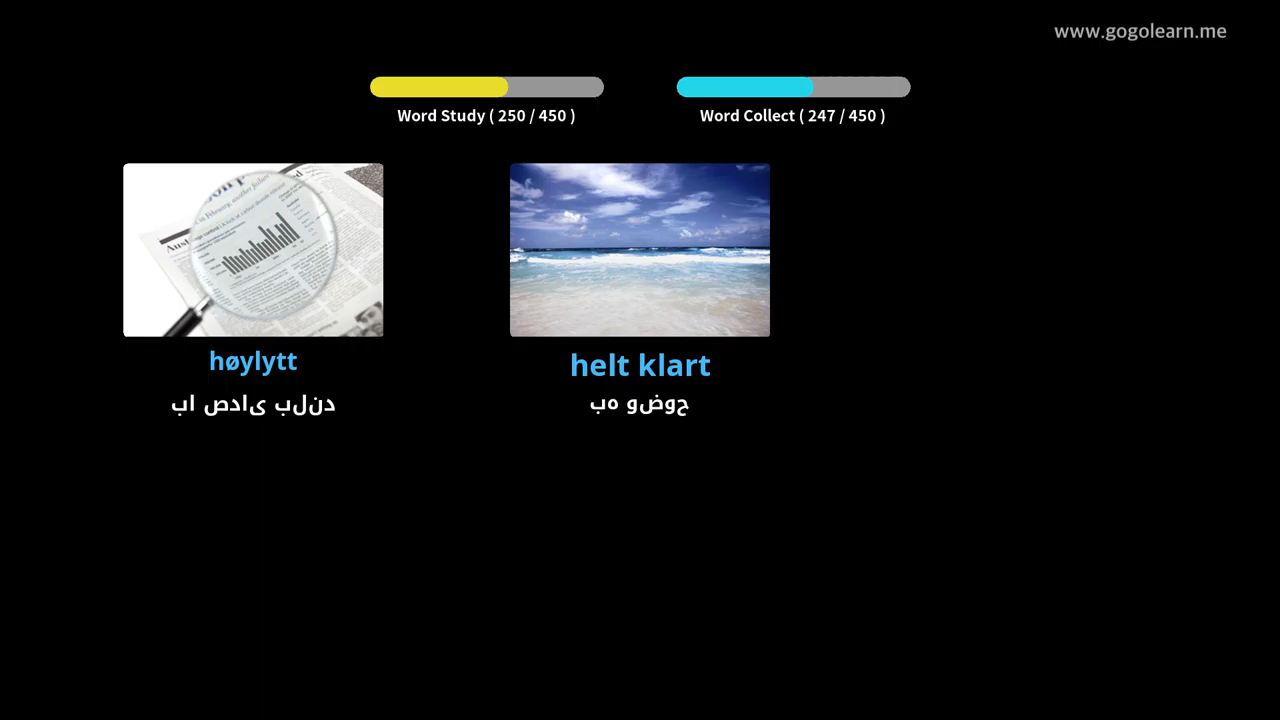 www.gogolearn.me
Word Study ( 250 / 450 )
Word Collect ( 247 / 450 )
høylytt
با صدای بلند
helt klart
به وضوح